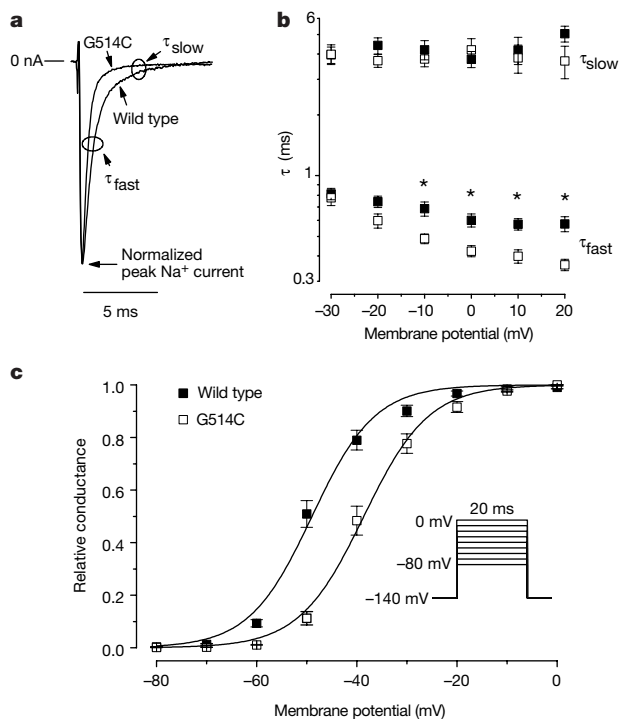 a
G514C
τslow
0 nA
Wild type
τfast
Normalized
peak Na⁺ current
5 ms
b
6
τslow
τ (ms)
1
* * * *
τfast
0.3
−30 −20 −10 0 10 20
Membrane potential (mV)
c
1.0
Wild type
G514C
0.8
Relative conductance
0.6
0.4
0.2
0.0
20 ms
0 mV
−80 mV
−140 mV
−80 −60 −40 −20 0
Membrane potential (mV)